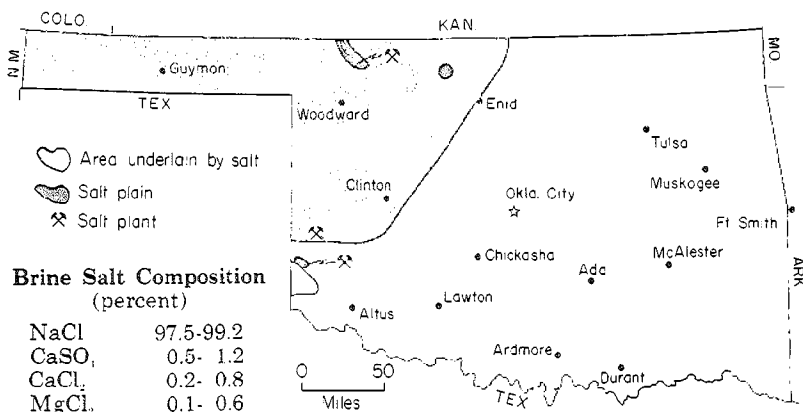 COLO.
KAN.
N M
MO.
Guymon
TEX
Woodward
Enid
Tulsa
Muskogee
Area underlain by salt
Salt plain
Salt plant
Clinton
Okla. City
Ft Smith
Chickasha
McAlester
Ada
ARK
Brine Salt Composition
(percent)
NaCl 97.5-99.2
CaSO₄ 0.5- 1.2
CaCl₂ 0.2- 0.8
MgCl₂ 0.1- 0.6
Altus
Lawton
Ardmore
Durant
TEX
0 50
Miles